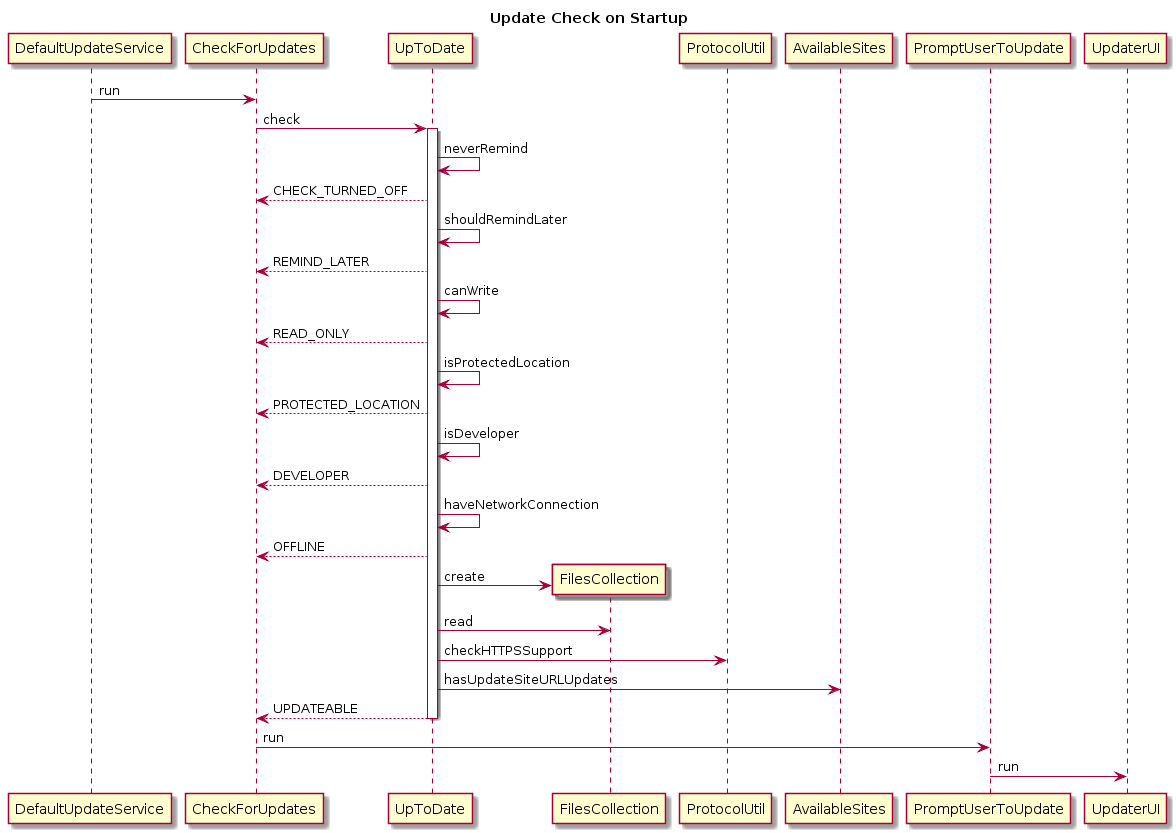 Update Check on Startup
DefaultUpdateService
CheckForUpdates
UpToDate
ProtocolUtil
AvailableSites
PromptUserToUpdate
UpdaterUI
run
check
neverRemind
CHECK_TURNED_OFF
shouldRemindLater
REMIND_LATER
canWrite
READ_ONLY
isProtectedLocation
PROTECTED_LOCATION
isDeveloper
DEVELOPER
haveNetworkConnection
OFFLINE
create
FilesCollection
read
checkHTTPSSupport
hasUpdateSiteURLUpdates
UPDATEABLE
run
run
DefaultUpdateService
CheckForUpdates
UpToDate
FilesCollection
ProtocolUtil
AvailableSites
PromptUserToUpdate
UpdaterUI